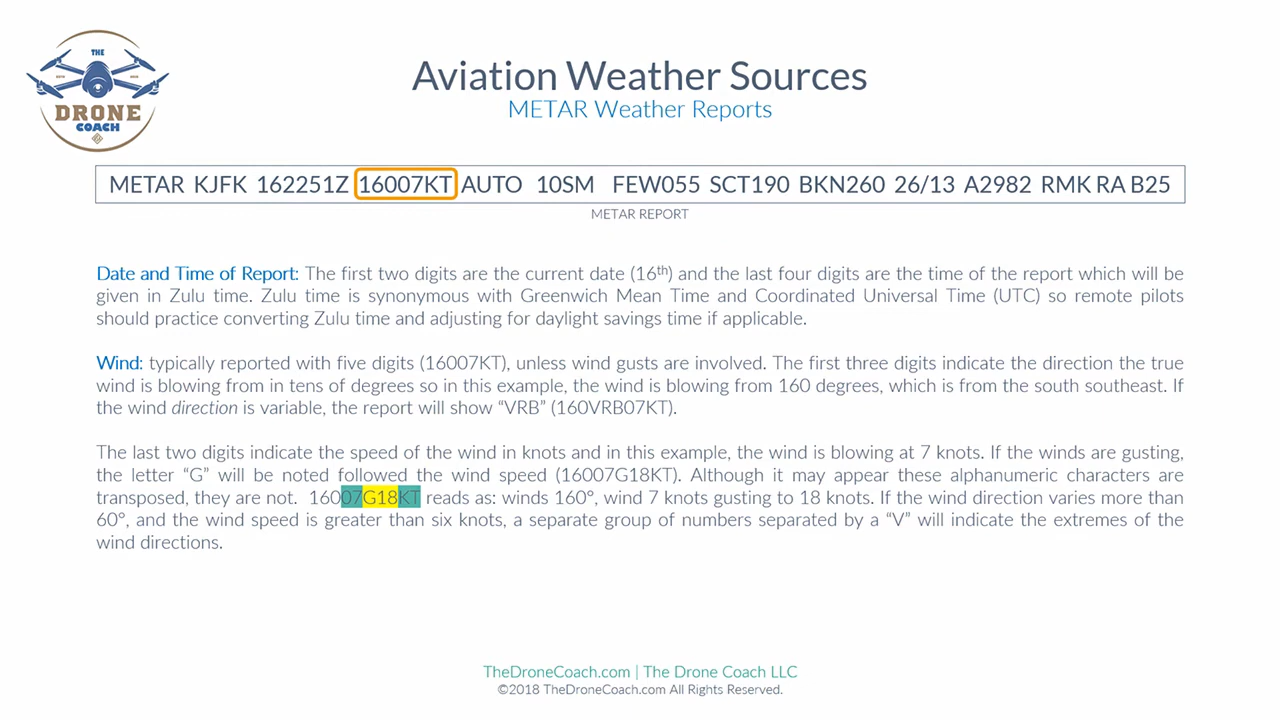 THE
DRONE
COACH
Aviation Weather Sources
METAR Weather Reports
METAR KJFK 162251Z 16007KT AUTO 10SM FEW055 SCT190 BKN260 26/13 A2982 RMK RA B25
METAR REPORT
Date and Time of Report: The first two digits are the current date (16th) and the last four digits are the time of the report which will be
given in Zulu time. Zulu time is synonymous with Greenwich Mean Time and Coordinated Universal Time (UTC) so remote pilots
should practice converting Zulu time and adjusting for daylight savings time if applicable.
Wind: typically reported with five digits (16007KT), unless wind gusts are involved. The first three digits indicate the direction the true
wind is blowing from in tens of degrees so in this example, the wind is blowing from 160 degrees, which is from the south southeast. If
the wind direction is variable, the report will show “VRB” (160VRB07KT).
The last two digits indicate the speed of the wind in knots and in this example, the wind is blowing at 7 knots. If the winds are gusting,
the letter “G” will be noted followed the wind speed (16007G18KT). Although it may appear these alphanumeric characters are
transposed, they are not. 16007G18KT reads as: winds 160°, wind 7 knots gusting to 18 knots. If the wind direction varies more than
60°, and the wind speed is greater than six knots, a separate group of numbers separated by a “V” will indicate the extremes of the
wind directions.
TheDroneCoach.com | The Drone Coach LLC
©2018 TheDroneCoach.com All Rights Reserved.